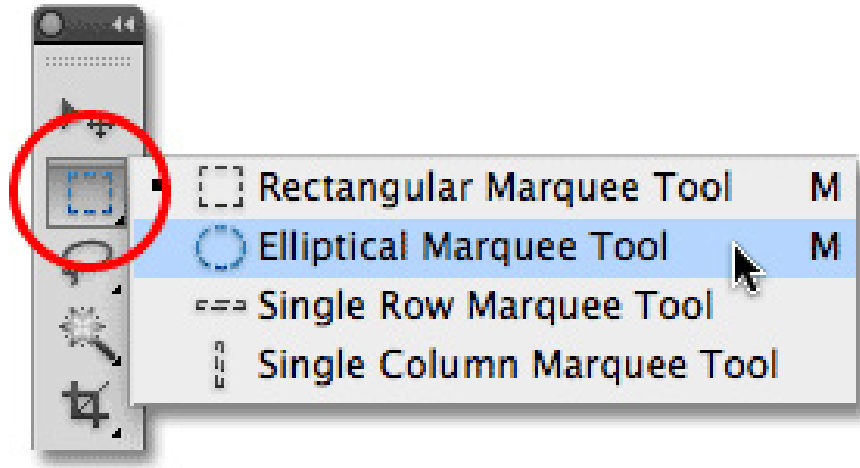 Rectangular Marquee Tool M
Elliptical Marquee Tool M
Single Row Marquee Tool
Single Column Marquee Tool